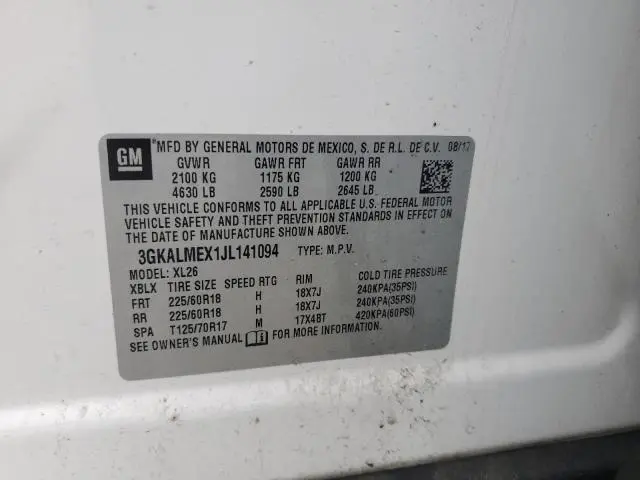 GM
MFD BY GENERAL MOTORS DE MEXICO, S. DE R.L. DE C.V. 08/17
GVWR GAWR FRT GAWR RR
2100 KG 1175 KG 1200 KG
4630 LB 2590 LB 2645 LB
THIS VEHICLE CONFORMS TO ALL APPLICABLE U.S. FEDERAL MOTOR
VEHICLE SAFETY AND THEFT PREVENTION STANDARDS IN EFFECT ON
THE DATE OF MANUFACTURE SHOWN ABOVE.
3GKALMEX1JL141094 TYPE: M.P.V.
MODEL: XL26
XBLX TIRE SIZE SPEED RTG RIM COLD TIRE PRESSURE
FRT 225/60R18 H 18X7J 240KPA(35PSI)
RR 225/60R18 H 18X7J 240KPA(35PSI)
SPA T125/70R17 M 17X4BT 420KPA(60PSI)
SEE OWNER'S MANUAL FOR MORE INFORMATION.